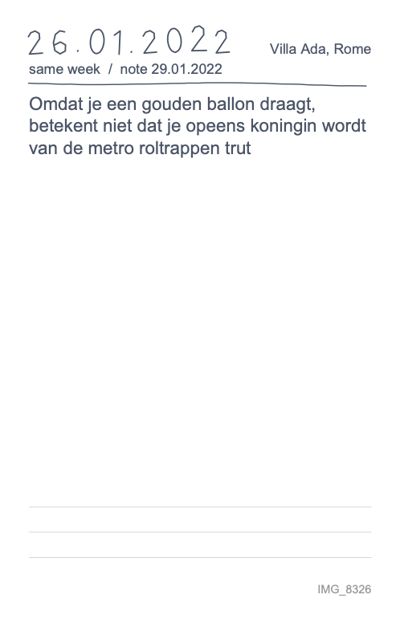 26.01.2022
Villa Ada, Rome
same week / note 29.01.2022
Omdat je een gouden ballon draagt,
betekent niet dat je opeens koningin wordt
van de metro roltrappen trut
IMG_8326